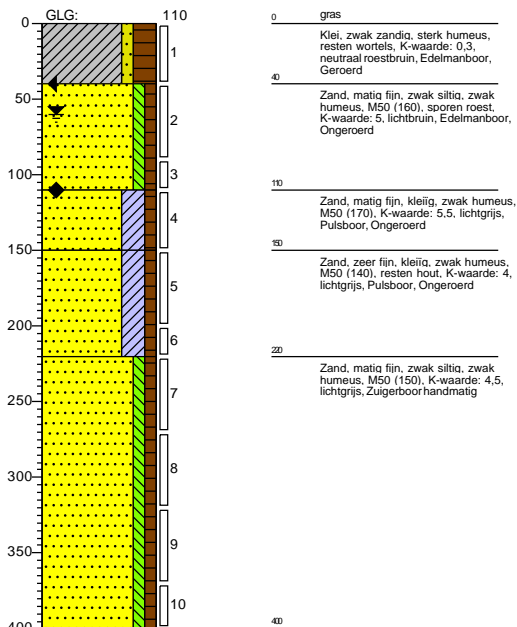 GLG: 110
0
50
100
150
200
250
300
350
400
1
2
3
4
5
6
7
8
9
10
0 gras
Klei, zwak zandig, sterk humeus,
resten wortels, K-waarde: 0,3,
neutraal roestbruin, Edelmanboor,
Geroerd
40
Zand, matig fijn, zwak siltig, zwak
humeus, M50 (160), sporen roest,
K-waarde: 5, lichtbruin, Edelmanboor,
Ongeroerd
110
Zand, matig fijn, kleiïg, zwak humeus,
M50 (170), K-waarde: 5,5, lichtgrijs,
Pulsboor, Ongeroerd
150
Zand, zeer fijn, kleiïg, zwak humeus,
M50 (140), resten hout, K-waarde: 4,
lichtgrijs, Pulsboor, Ongeroerd
220
Zand, matig fijn, zwak siltig, zwak
humeus, M50 (150), K-waarde: 4,5,
lichtgrijs, Zuigerboor handmatig
400